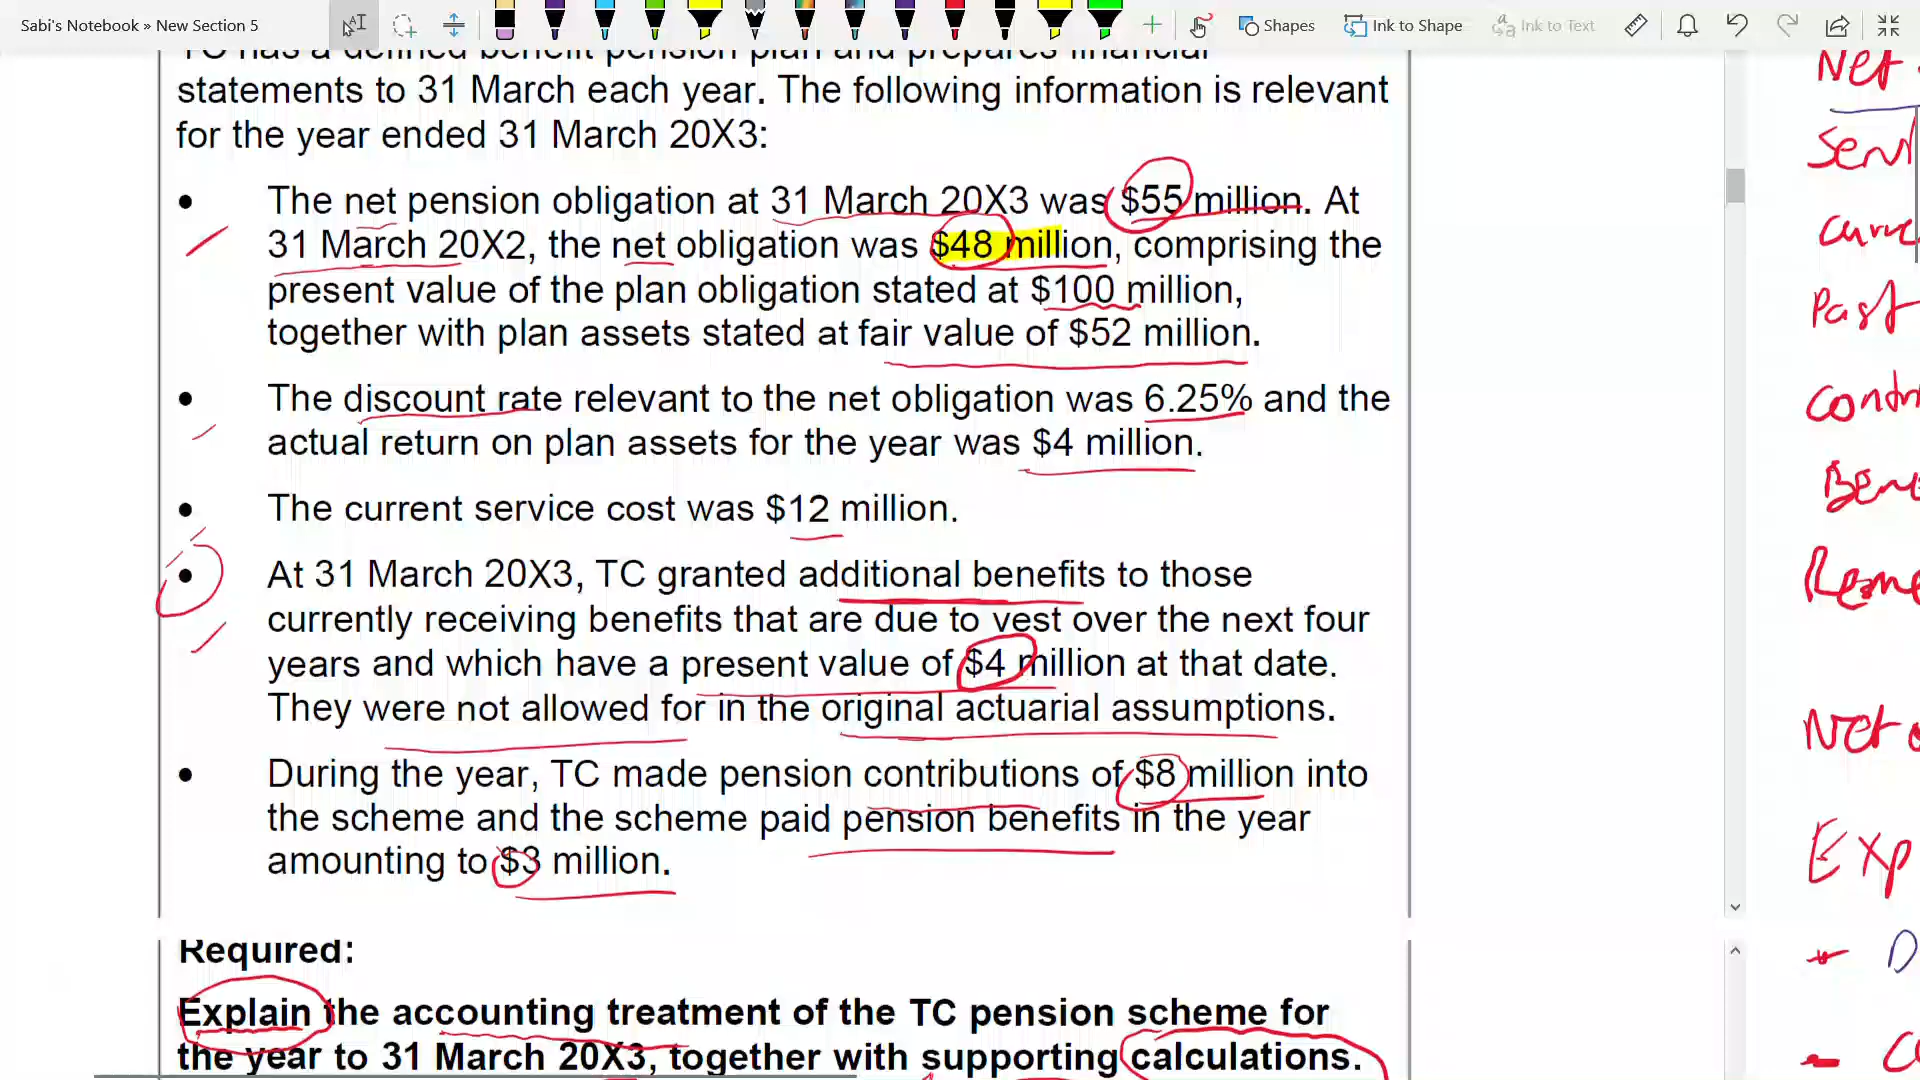 Sabi's Notebook » New Section 5
Shapes
Ink to Shape
Ink to Text
TC has a defined benefit pension plan and prepares financial
statements to 31 March each year. The following information is relevant
for the year ended 31 March 20X3:
• The net pension obligation at 31 March 20X3 was $55 million. At
31 March 20X2, the net obligation was $48 million, comprising the
present value of the plan obligation stated at $100 million,
together with plan assets stated at fair value of $52 million.
• The discount rate relevant to the net obligation was 6.25% and the
actual return on plan assets for the year was $4 million.
• The current service cost was $12 million.
• At 31 March 20X3, TC granted additional benefits to those
currently receiving benefits that are due to vest over the next four
years and which have a present value of $4 million at that date.
They were not allowed for in the original actuarial assumptions.
• During the year, TC made pension contributions of $8 million into
the scheme and the scheme paid pension benefits in the year
amounting to $3 million.
Required:
Explain the accounting treatment of the TC pension scheme for
the year to 31 March 20X3, together with supporting calculations.
Net
Past
Net
Exp